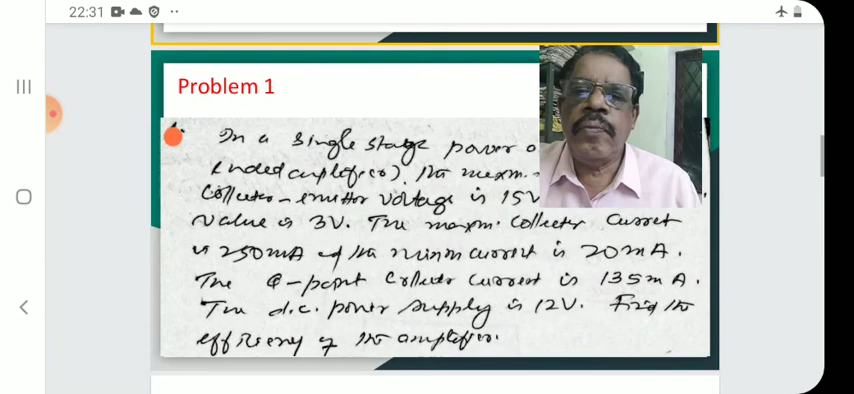 22:31
Problem 1
In a single stage power
ended amplifier), the maxm.
Collector-emitter voltage is 15V
value is 3V. The maxm. Collector Current
is 250mA and the minm current is 20mA.
The Q-point Collector Current is 135mA.
The d.c. power supply is 12V. Find the
efficiency of the amplifier.